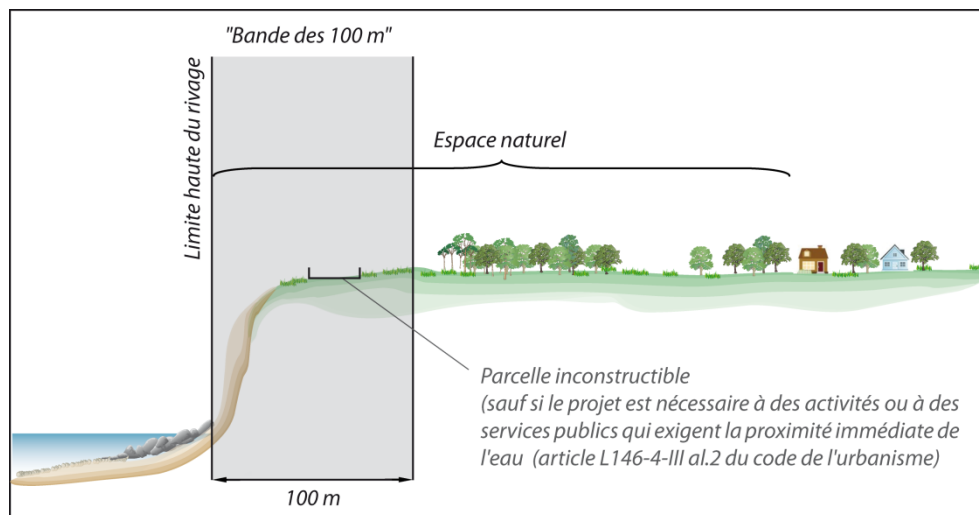 "Bande des 100 m"
Limite haute du rivage
Espace naturel
Parcelle inconstructible
(sauf si le projet est nécessaire à des activités ou à des
services publics qui exigent la proximité immédiate de
l'eau (article L146-4-III al.2 du code de l'urbanisme)
100 m